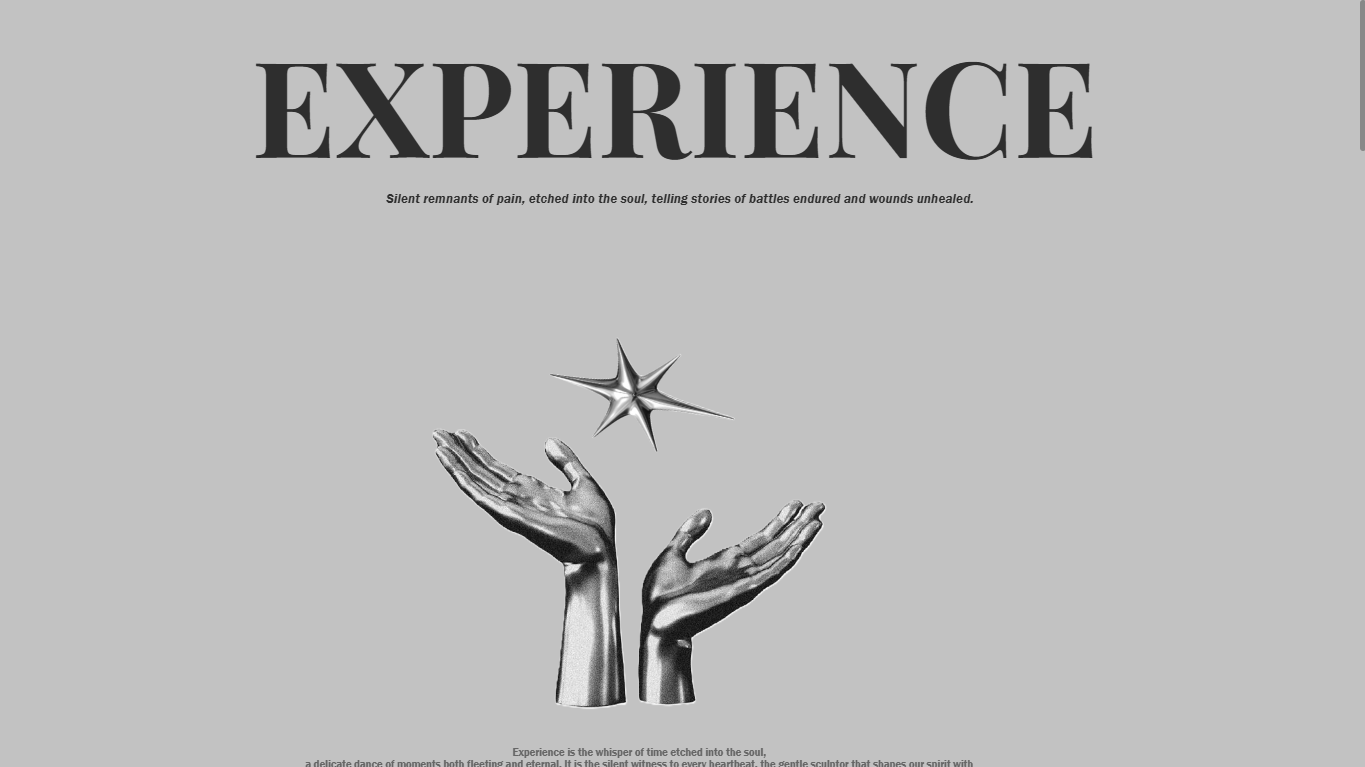 EXPERIENCE
Silent remnants of pain, etched into the soul, telling stories of battles endured and wounds unhealed.
Experience is the whisper of time etched into the soul,
a delicate dance of moments both fleeting and eternal. It is the silent witness to every heartbeat, the gentle sculptor that shapes our spirit with